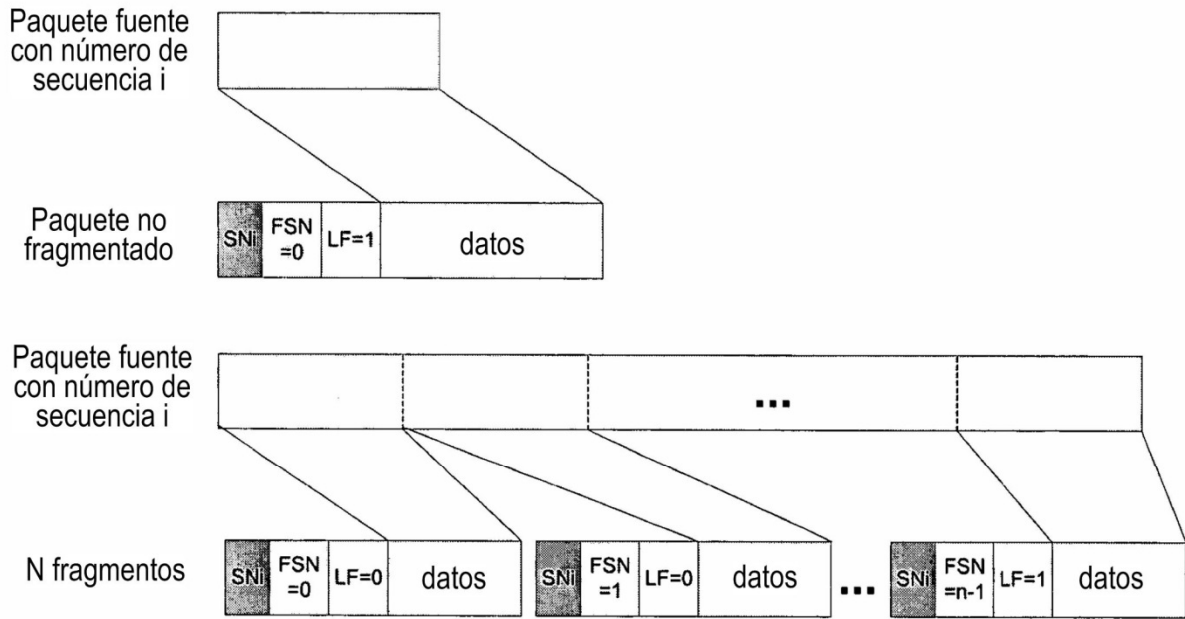 Paquete fuente
con número de
secuencia i
Paquete no
fragmentado
SNi
FSN
=0
LF=1
datos
Paquete fuente
con número de
secuencia i
...
N fragmentos
SNi
FSN
=0
LF=0
datos
SNi
FSN
=1
LF=0
datos
...
SNi
FSN
=n-1
LF=1
datos